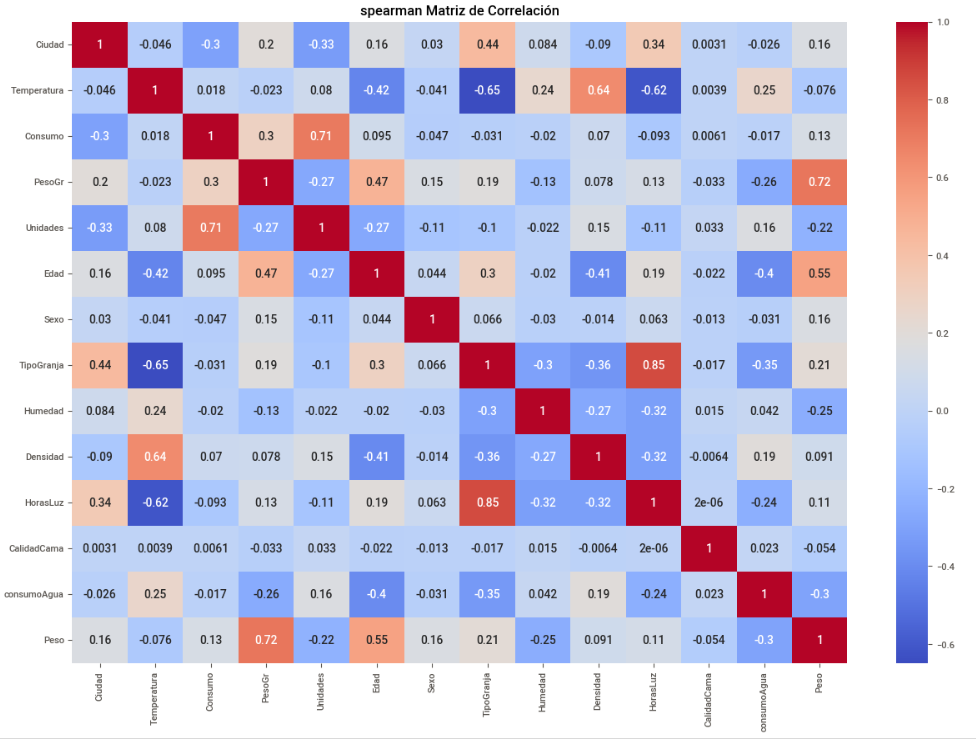 spearman Matriz de Correlación
Ciudad 1 -0.046 -0.3 0.2 -0.33 0.16 0.03 0.44 0.084 -0.09 0.34 0.0031 -0.026 0.16
Temperatura -0.046 1 0.018 -0.023 0.08 -0.42 -0.041 -0.65 0.24 0.64 -0.62 0.0039 0.25 -0.076
Consumo -0.3 0.018 1 0.3 0.71 0.095 -0.047 -0.031 -0.02 0.07 -0.093 0.0061 -0.017 0.13
PesoGr 0.2 -0.023 0.3 1 -0.27 0.47 0.15 0.19 -0.13 0.078 0.13 -0.033 -0.26 0.72
Unidades -0.33 0.08 0.71 -0.27 1 -0.27 -0.11 -0.1 -0.022 0.15 -0.11 0.033 0.16 -0.22
Edad 0.16 -0.42 0.095 0.47 -0.27 1 0.044 0.3 -0.02 -0.41 0.19 -0.022 -0.4 0.55
Sexo 0.03 -0.041 -0.047 0.15 -0.11 0.044 1 0.066 -0.03 -0.014 0.063 -0.013 -0.031 0.16
TipoGranja 0.44 -0.65 -0.031 0.19 -0.1 0.3 0.066 1 -0.3 -0.36 0.85 -0.017 -0.35 0.21
Humedad 0.084 0.24 -0.02 -0.13 -0.022 -0.02 -0.03 -0.3 1 -0.27 -0.32 0.015 0.042 -0.25
Densidad -0.09 0.64 0.07 0.078 0.15 -0.41 -0.014 -0.36 -0.27 1 -0.32 -0.0064 0.19 0.091
HorasLuz 0.34 -0.62 -0.093 0.13 -0.11 0.19 0.063 0.85 -0.32 -0.32 1 2e-06 -0.24 0.11
CalidadCama 0.0031 0.0039 0.0061 -0.033 0.033 -0.022 -0.013 -0.017 0.015 -0.0064 2e-06 1 0.023 -0.054
consumoAgua -0.026 0.25 -0.017 -0.26 0.16 -0.4 -0.031 -0.35 0.042 0.19 -0.24 0.023 1 -0.3
Peso 0.16 -0.076 0.13 0.72 -0.22 0.55 0.16 0.21 -0.25 0.091 0.11 -0.054 -0.3 1
Ciudad Temperatura Consumo PesoGr Unidades Edad Sexo TipoGranja Humedad Densidad HorasLuz CalidadCama consumoAgua Peso
1.0
0.8
0.6
0.4
0.2
0.0
−0.2
−0.4
−0.6